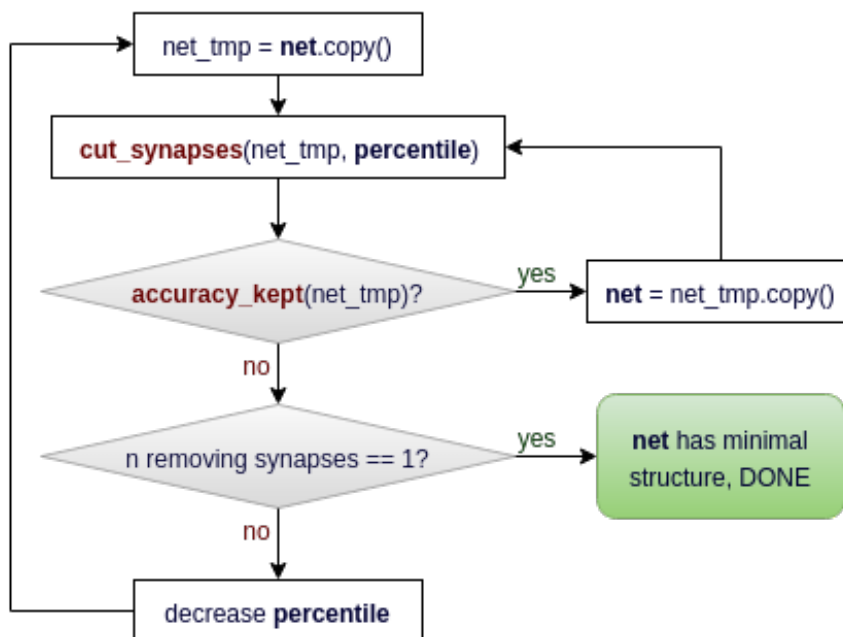 net_tmp = net.copy()
cut_synapses(net_tmp, percentile)
accuracy_kept(net_tmp)?
yes
net = net_tmp.copy()
no
n removing synapses == 1?
yes
net has minimal
structure, DONE
no
decrease percentile